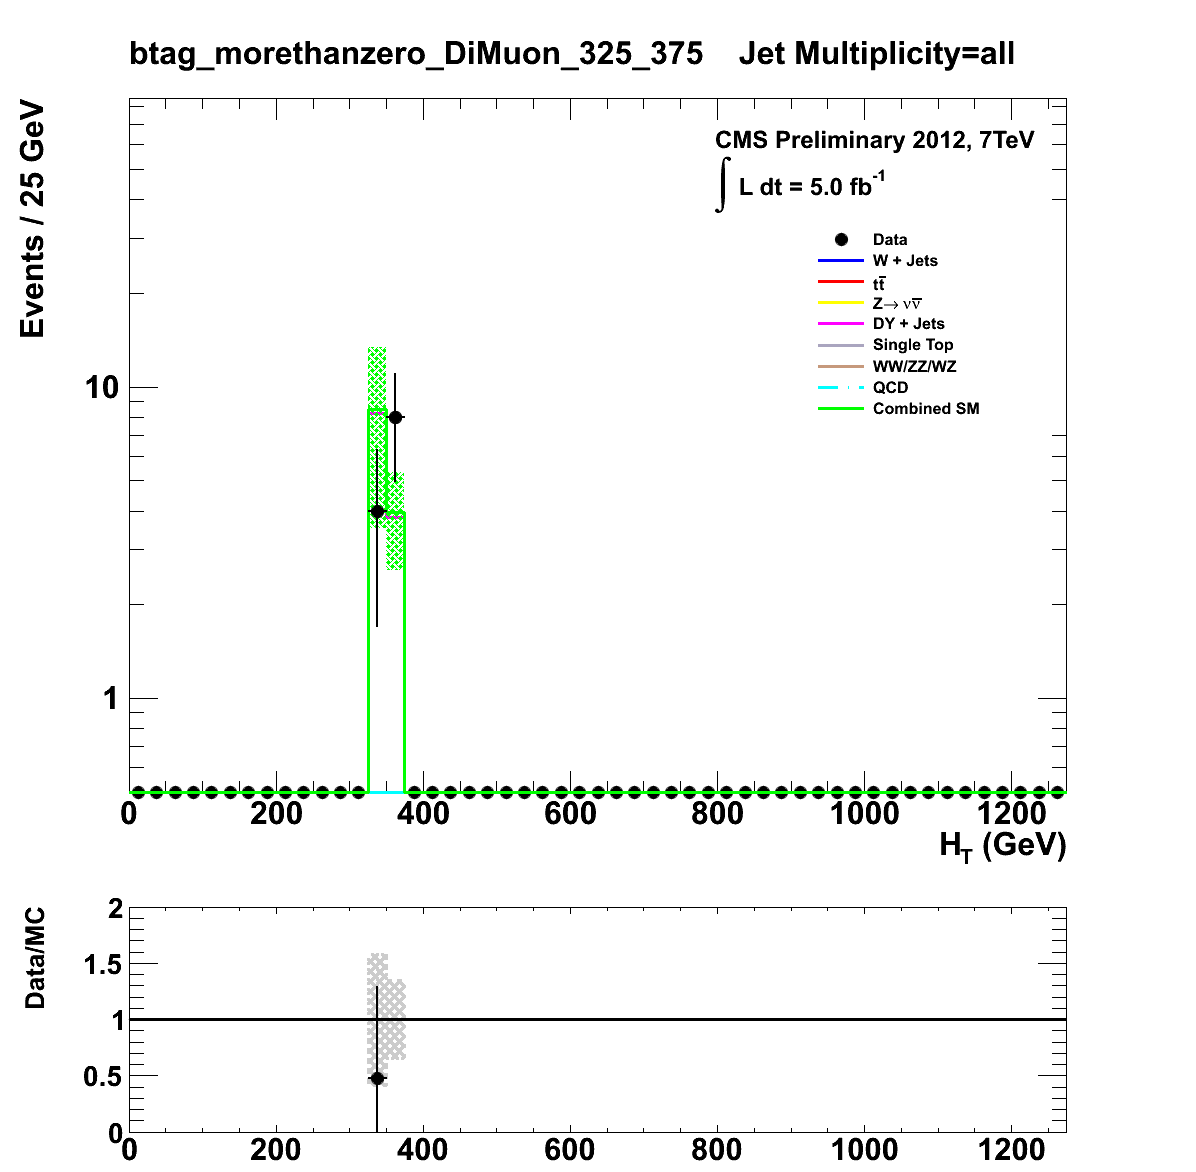 btag_morethanzero_DiMuon_325_375 Jet Multiplicity=all
Events / 25 GeV
CMS Preliminary 2012, 7TeV
∫ L dt = 5.0 fb⁻¹
Data
W + Jets
tt̅
Z→ νν̅
DY + Jets
Single Top
WW/ZZ/WZ
QCD
Combined SM
10
1
0 200 400 600 800 1000 1200
H_T (GeV)
Data/MC
2
1.5
1
0.5
0
0 200 400 600 800 1000 1200